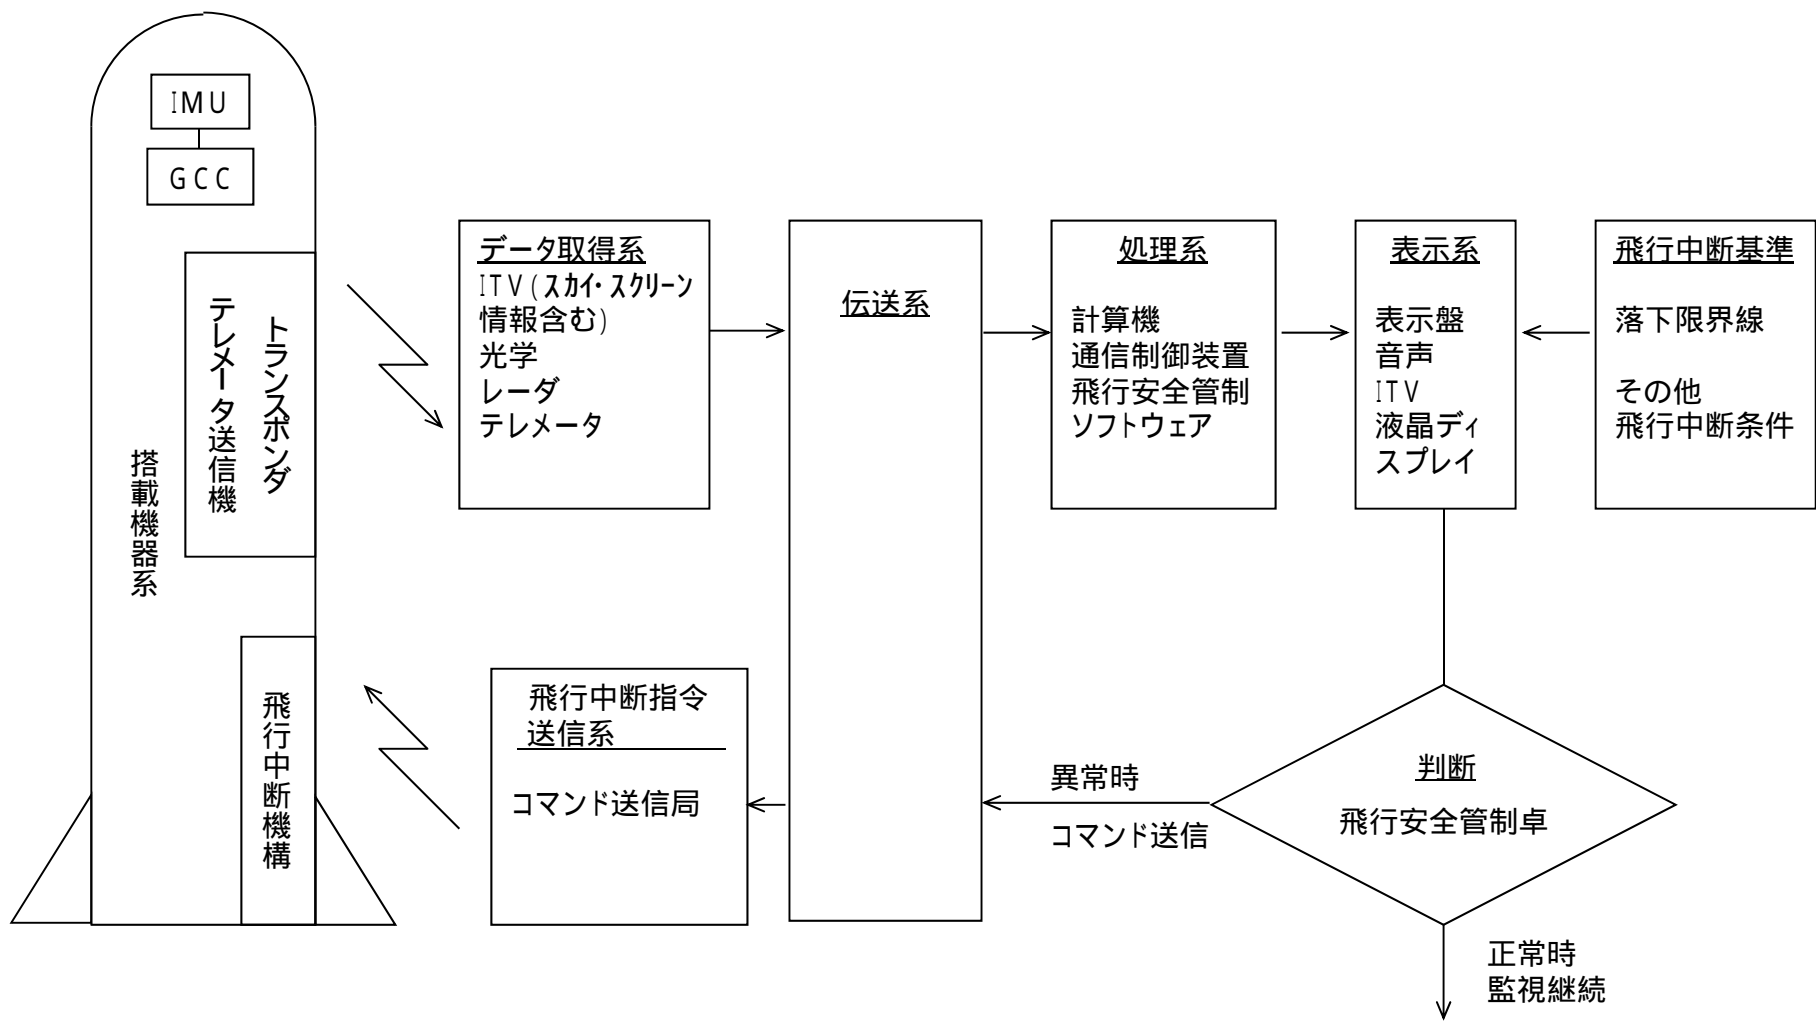 IMU
GCC
トランスポンダ
テレメータ送信機
搭載機器系
飛行中断機構
データ取得系
ITV(スカイ・スクリーン
情報含む)
光学
レーダ
テレメータ
伝送系
処理系
計算機
通信制御装置
飛行安全管制
ソフトウェア
表示系
表示盤
音声
ITV
液晶ディ
スプレイ
飛行中断基準
落下限界線
その他
飛行中断条件
飛行中断指令
送信系
コマンド送信局
異常時
コマンド送信
判断
飛行安全管制卓
正常時
監視継続